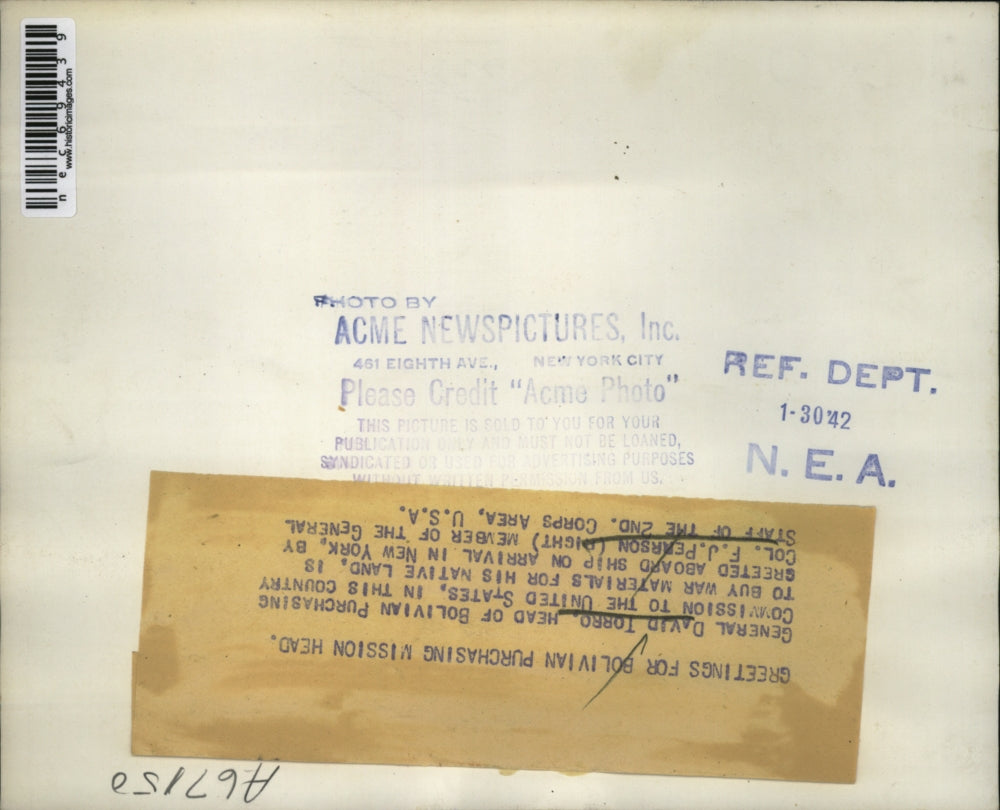 necc69439
www.historicimages.com
PHOTO BY
ACME NEWSPICTURES, Inc.
461 EIGHTH AVE., NEW YORK CITY
Please Credit "Acme Photo"
THIS PICTURE IS SOLD TO YOU FOR YOUR
PUBLICATION ONLY AND MUST NOT BE LOANED,
SYNDICATED OR USED FOR ADVERTISING PURPOSES
WITHOUT WRITTEN PERMISSION FROM US.
REF. DEPT.
1-30'42
N. E. A.
GREETINGS FOR BOLIVIAN PURCHASING MISSION HEAD.
GENERAL DAVID TORRO, HEAD OF BOLIVIAN PURCHASING
COMMISSION TO THE UNITED STATES, IN THIS COUNTRY
TO BUY WAR MATERIALS FOR HIS NATIVE LAND, IS
GREETED ABOARD SHIP ON ARRIVAL IN NEW YORK, BY
COL. F.J.PEARSON (RIGHT) MEMBER OF THE GENERAL
STAFF OF THE 2ND. CORPS AREA, U.S.A.